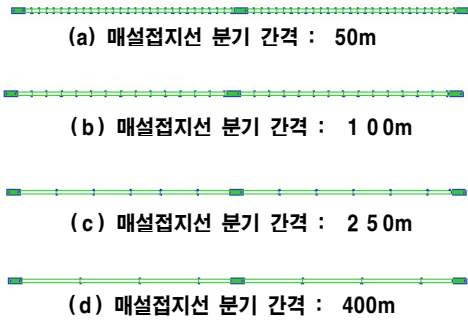 (a) 매설접지선 분기 간격 : 50m
(b) 매설접지선 분기 간격 : 100m
(c) 매설접지선 분기 간격 : 250m
(d) 매설접지선 분기 간격 : 400m